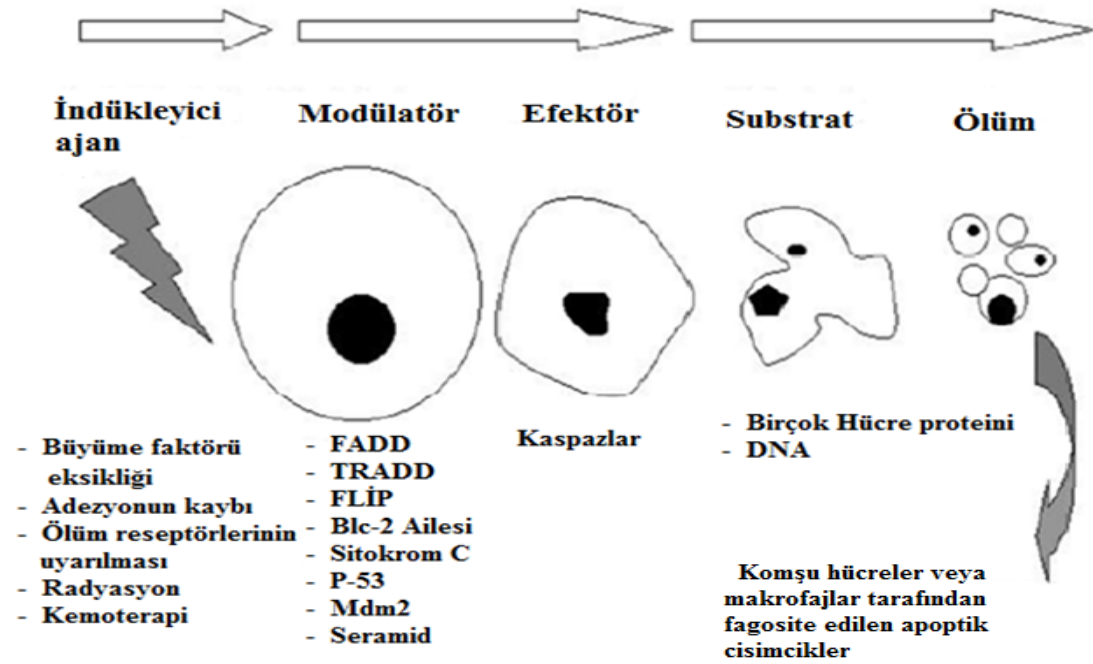 İndükleyici
ajan
Modülatör
Efektör
Substrat
Ölüm
- Büyüme faktörü
eksikliği
- Adezyonun kaybı
- Ölüm reseptörlerinin
uyarılması
- Radyasyon
- Kemoterapi
- FADD
- TRADD
- FLİP
- Blc-2 Ailesi
- Sitokrom C
- P-53
- Mdm2
- Seramid
Kaspazlar
- Birçok Hücre proteini
- DNA
Komşu hücreler veya
makrofajlar tarafından
fagosite edilen apoptik
cisimcikler